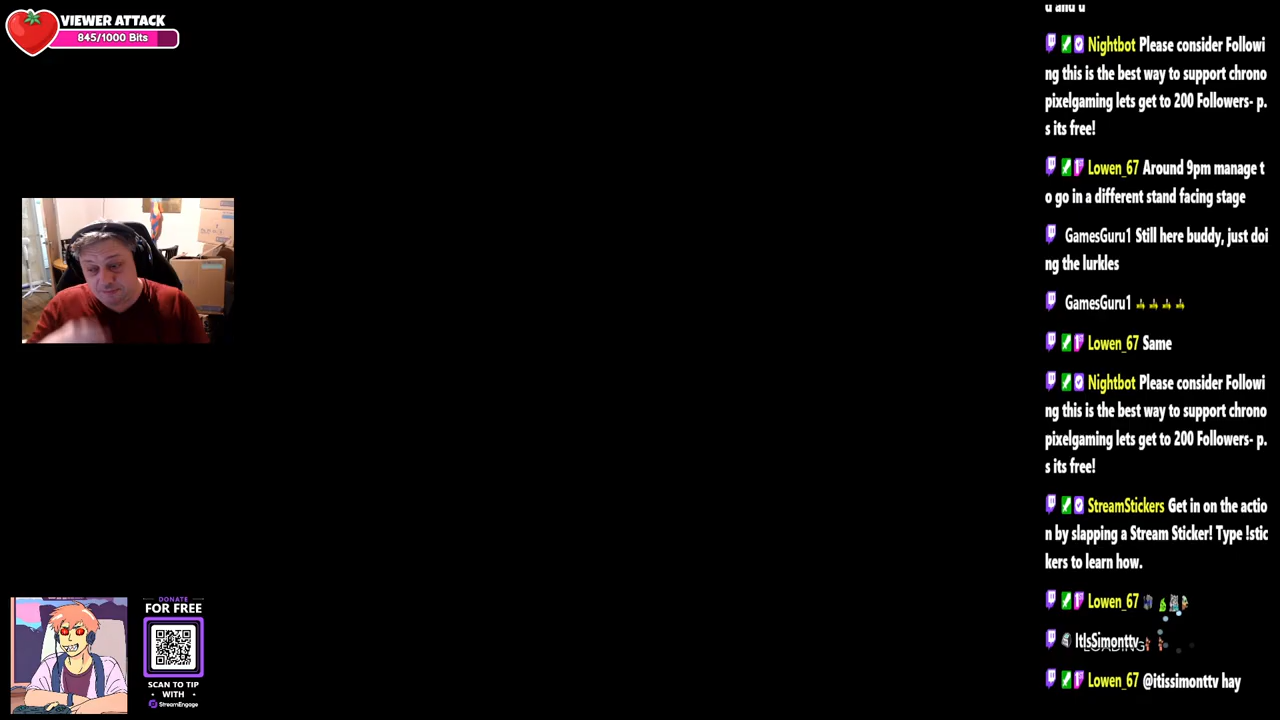 VIEWER ATTACK
845/1000 Bits
DONATE
FOR FREE
SCAN TO TIP
• WITH •
StreamEngage
u and u
Nightbot Please consider Followi
ng this is the best way to support chrono
pixelgaming lets get to 200 Followers- p.
s its free!
Lowen_67 Around 9pm manage t
o go in a different stand facing stage
GamesGuru1 Still here buddy, just doi
ng the lurkles
GamesGuru1
Lowen_67 Same
Nightbot Please consider Followi
ng this is the best way to support chrono
pixelgaming lets get to 200 Followers- p.
s its free!
StreamStickers Get in on the actio
n by slapping a Stream Sticker! Type !stic
kers to learn how.
Lowen_67
ItIsSimonttv
LOADING
Lowen_67 @itissimonttv hay